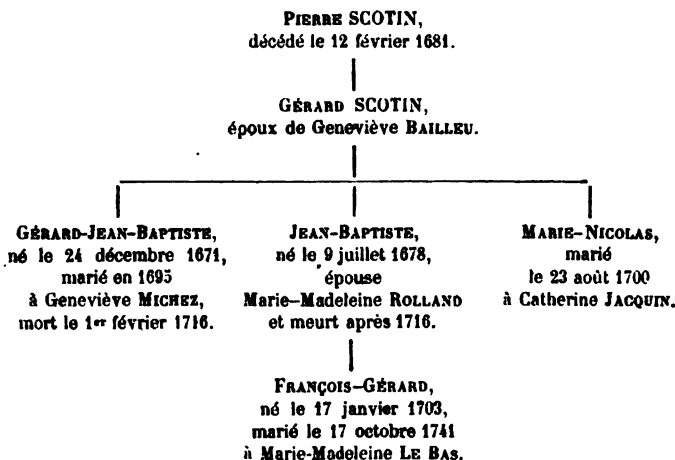 PIERRE SCOTIN,
décédé le 12 février 1681.
GÉRARD SCOTIN,
époux de Geneviève BAILLEU.
GÉRARD-JEAN-BAPTISTE,
né le 24 décembre 1671,
marié en 1695
à Geneviève MICHEZ,
mort le 1er février 1716.
JEAN-BAPTISTE,
né le 9 juillet 1678,
épouse
Marie-Madeleine ROLLAND
et meurt après 1716.
MARIE-NICOLAS,
marié
le 23 août 1700
à Catherine JACQUIN.
FRANÇOIS-GÉRARD,
né le 17 janvier 1703,
marié le 17 octobre 1741
à Marie-Madeleine LE BAS.